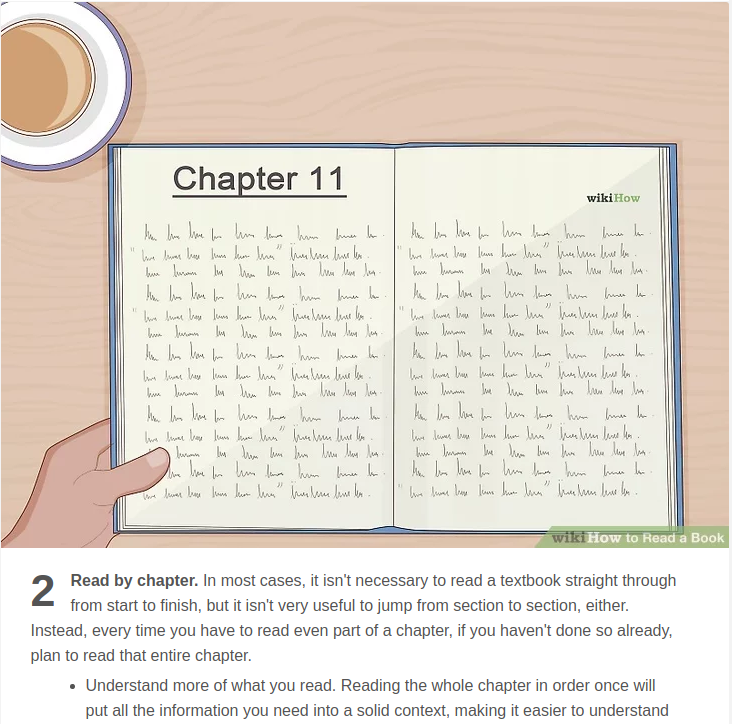 Chapter 11
wikiHow
wikiHow to Read a Book
2 Read by chapter. In most cases, it isn't necessary to read a textbook straight through
from start to finish, but it isn't very useful to jump from section to section, either.
Instead, every time you have to read even part of a chapter, if you haven't done so already,
plan to read that entire chapter.
• Understand more of what you read. Reading the whole chapter in order once will
put all the information you need into a solid context, making it easier to understand